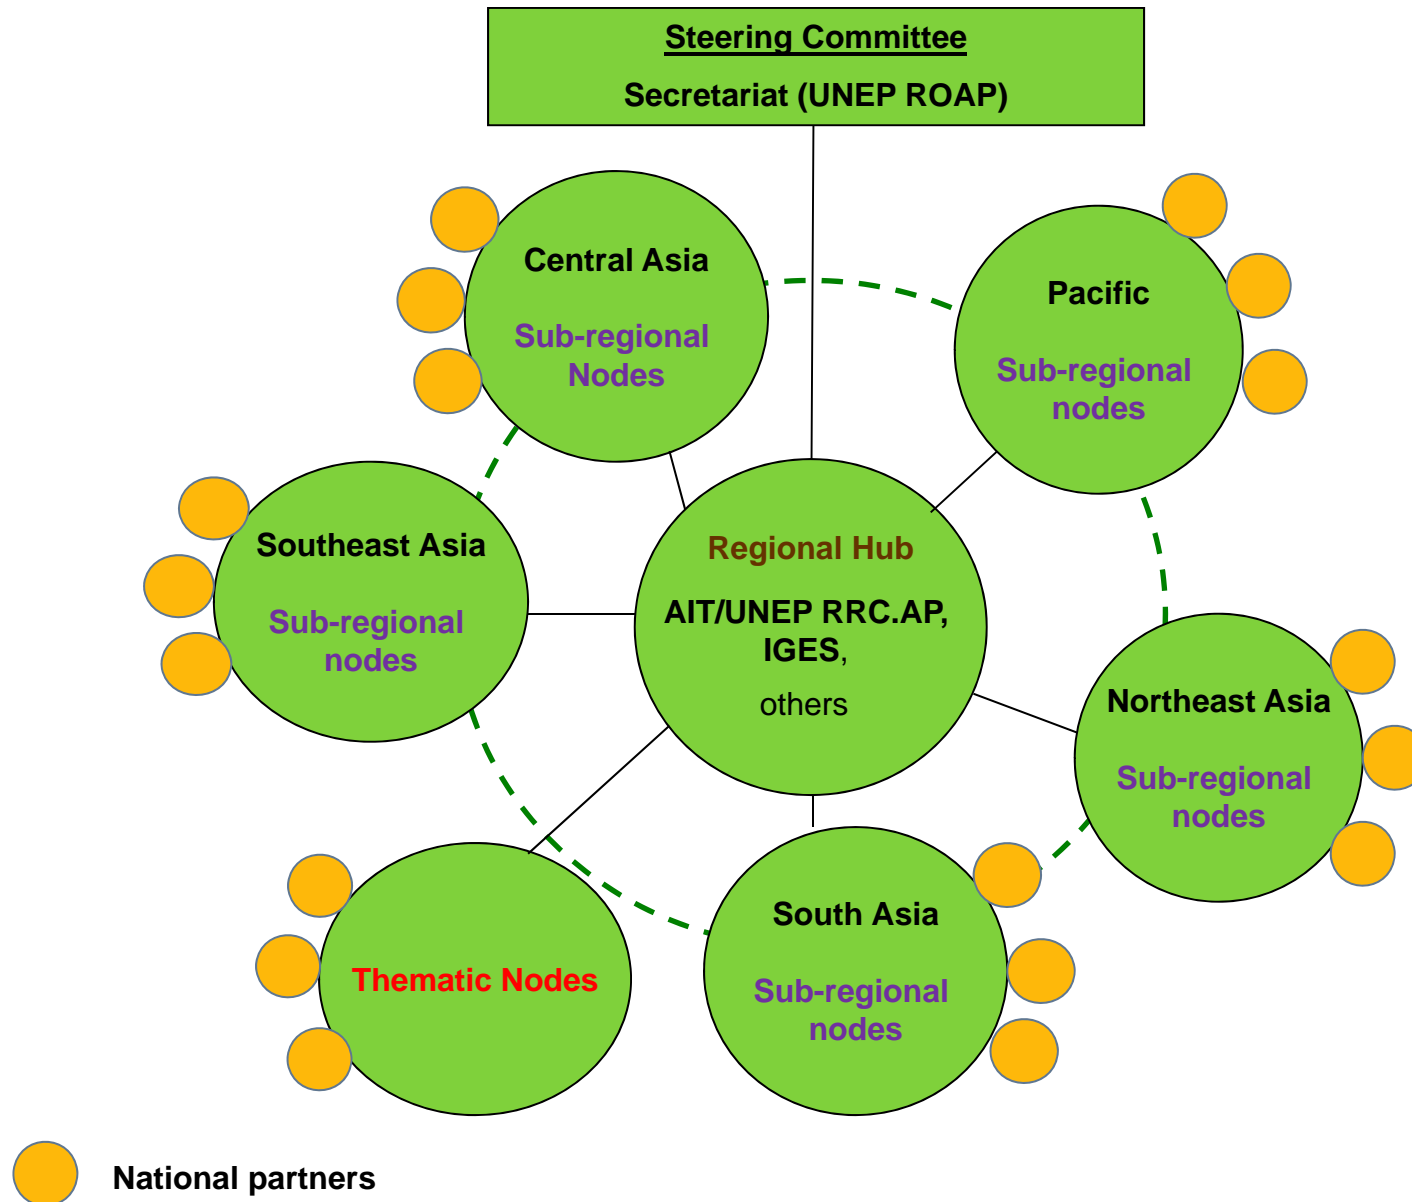 Steering Committee
Secretariat (UNEP ROAP)
Central Asia
Sub-regional
Nodes
Pacific
Sub-regional
nodes
Southeast Asia
Sub-regional
nodes
Regional Hub
AIT/UNEP RRC.AP,
IGES,
others
Northeast Asia
Sub-regional
nodes
Thematic Nodes
South Asia
Sub-regional
nodes
National partners